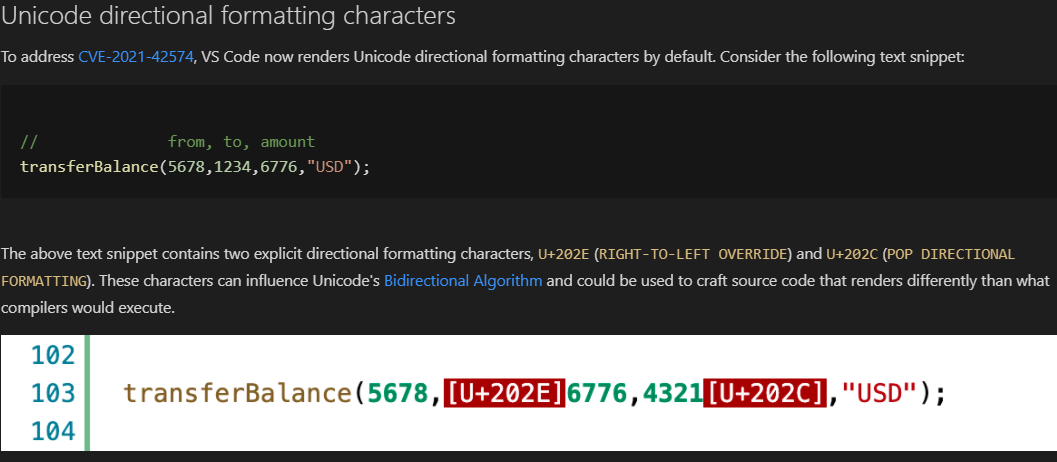 Unicode directional formatting characters
To address CVE-2021-42574, VS Code now renders Unicode directional formatting characters by default. Consider the following text snippet:
// from, to, amount
transferBalance(5678,1234,6776,"USD");
The above text snippet contains two explicit directional formatting characters, U+202E (RIGHT-TO-LEFT OVERRIDE) and U+202C (POP DIRECTIONAL
FORMATTING). These characters can influence Unicode's Bidirectional Algorithm and could be used to craft source code that renders differently than what
compilers would execute.
102
103 transferBalance(5678,[U+202E]6776,4321[U+202C],"USD");
104